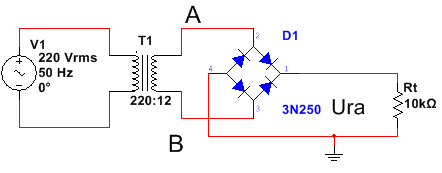 A
V1
220 Vrms
50 Hz
0°
T1
220:12
B
D1
2
4
1
3
3N250
Ura
Rt
10kΩ